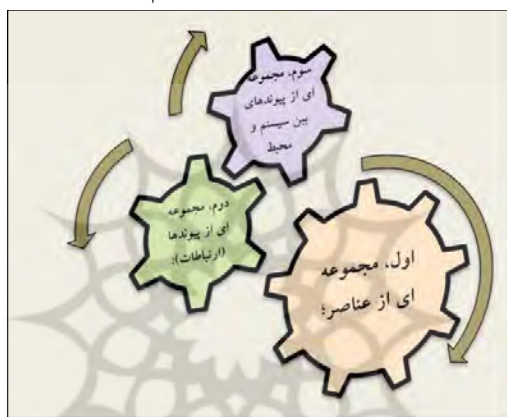 سوم، مجموعه
ای از پیوندهای
بین سیستم و
محیط
دوم، مجموعه
ای از پیوندها
(ارتباطات)؛
اول، مجموعه
ای از عناصر؛